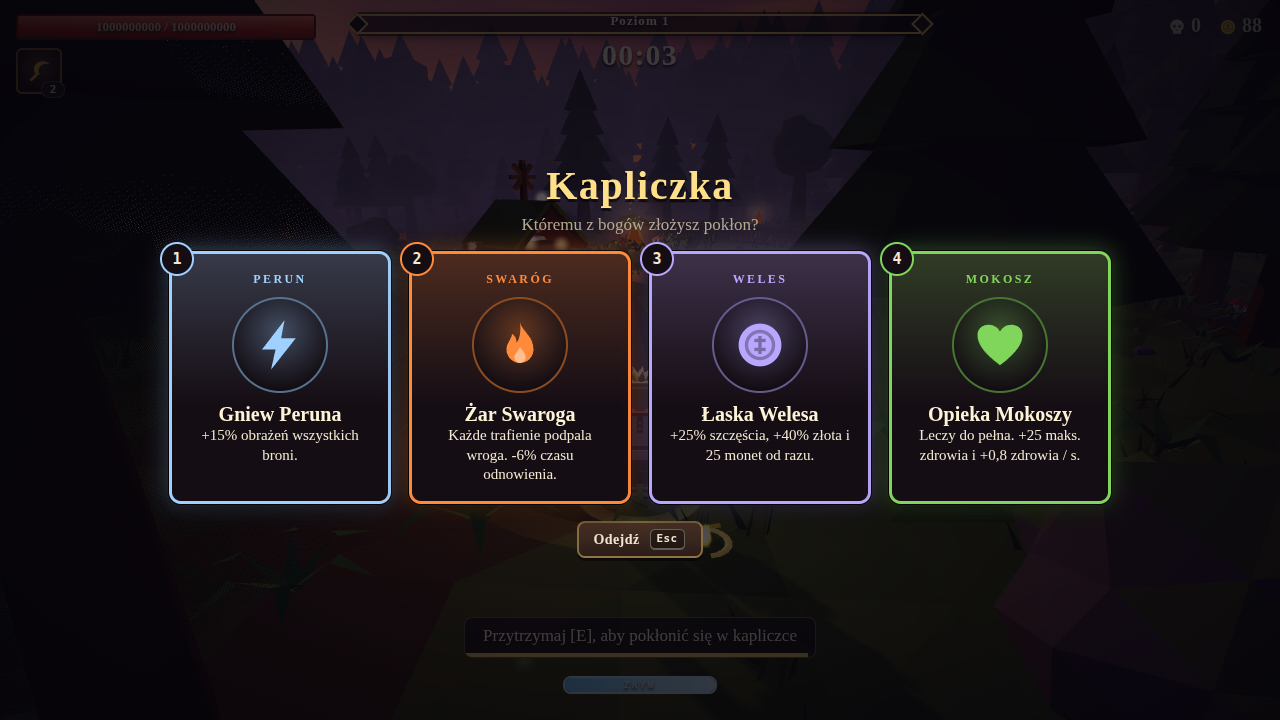 1000000000 / 1000000000
Poziom 1
0
88
00:03
2
Kapliczka
Któremu z bogów złożysz pokłon?
1
PERUN
Gniew Peruna
+15% obrażeń wszystkich
broni.
2
SWARÓG
Żar Swaroga
Każde trafienie podpala
wroga. -6% czasu
odnowienia.
3
WELES
Łaska Welesa
+25% szczęścia, +40% złota i
25 monet od razu.
4
MOKOSZ
Opieka Mokoszy
Leczy do pełna. +25 maks.
zdrowia i +0,8 zdrowia / s.
Odejdź Esc
Przytrzymaj [E], aby pokłonić się w kapliczce